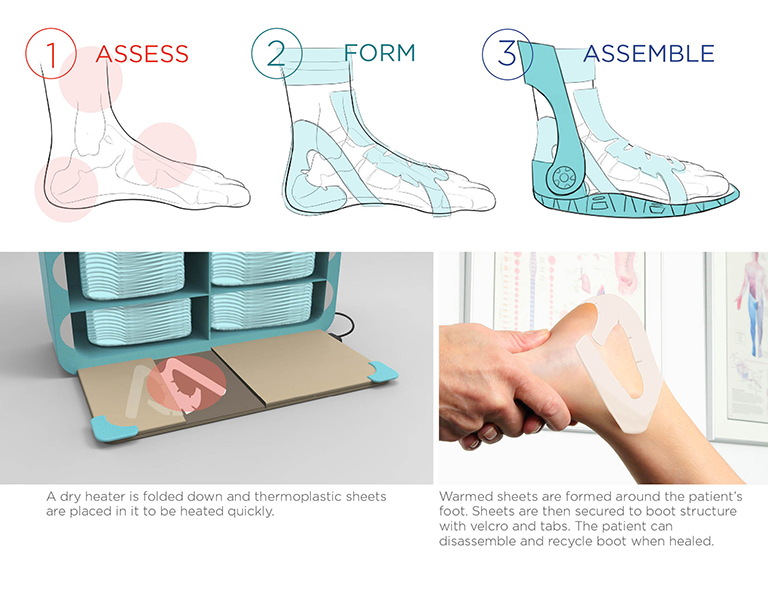 1 ASSESS
2 FORM
3 ASSEMBLE
A dry heater is folded down and thermoplastic sheets
are placed in it to be heated quickly.
Warmed sheets are formed around the patient's
foot. Sheets are then secured to boot structure
with velcro and tabs. The patient can
disassemble and recycle boot when healed.